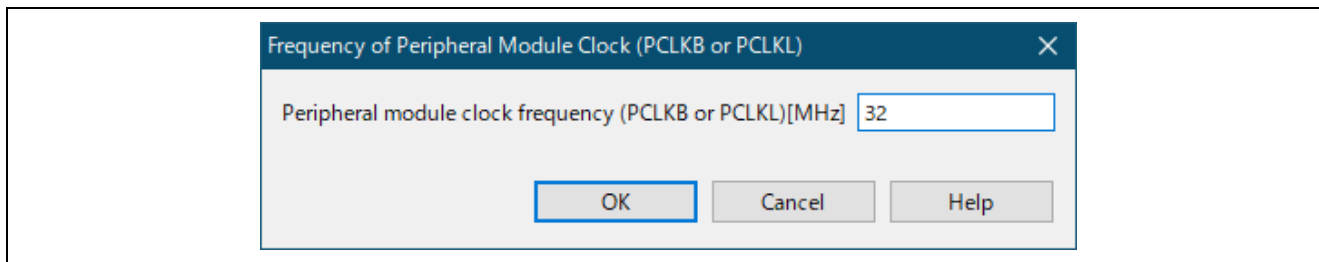 Frequency of Peripheral Module Clock (PCLKB or PCLKL)
Peripheral module clock frequency (PCLKB or PCLKL)[MHz] 32
OK Cancel Help